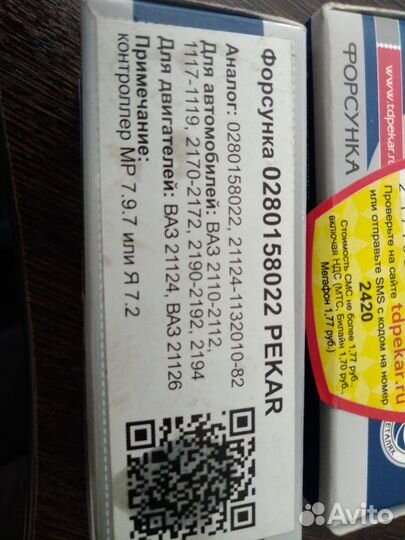 Форсунка 0280158022 PEKAR
Аналог: 0280158022, 21124-1132010-82
Для автомобилей: ВАЗ 2110-2112,
1117-1119, 2170-2172, 2190-2192, 2194
Для двигателей: ВАЗ 21124, ВАЗ 21126
Примечание:
контроллер МР 7.9.7 или Я 7.2
www.tdpekar.ru
ФОРСУНКА
Проверьте на сайте tdpekar.ru
или отправьте SMS с кодом на номер
2420
Стоимость СМС не более 1,77 руб.,
включая НДС (МТС, Билайн 1,70 руб.,
Мегафон 1,77 руб.)
Avito